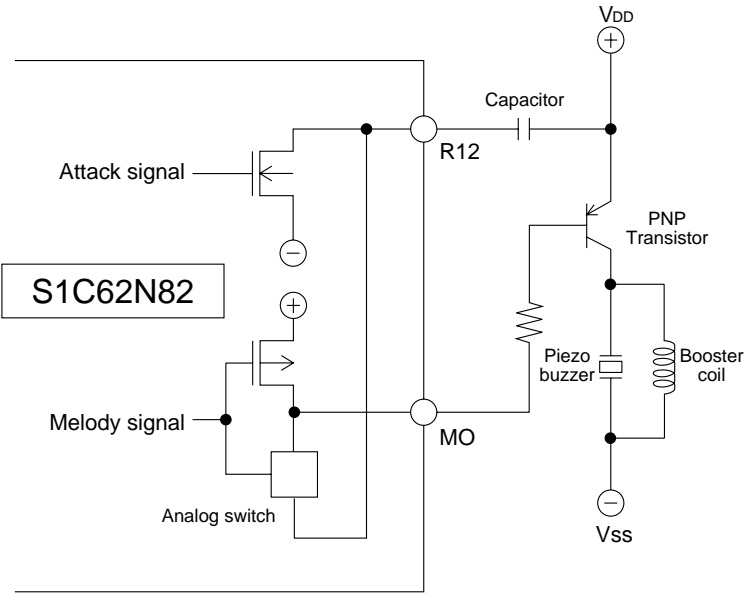 VDD
Capacitor
R12
Attack signal
PNP
Transistor
S1C62N82
Piezo
buzzer
Booster
coil
Melody signal
MO
Analog switch
Vss